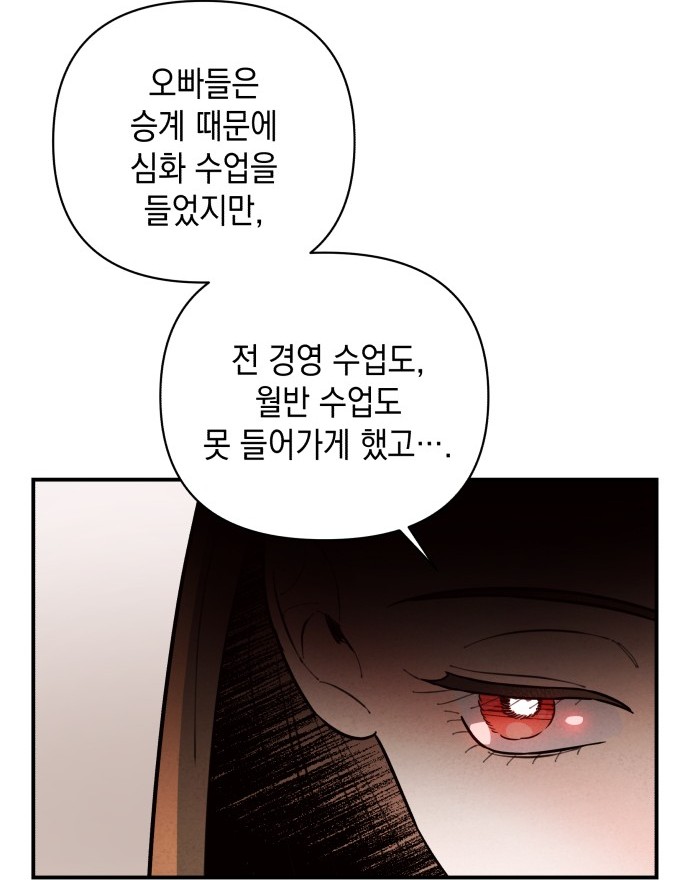 오빠들은
승계 때문에
심화 수업을
들었지만,
전 경영 수업도,
월반 수업도
못 들어가게 했고….